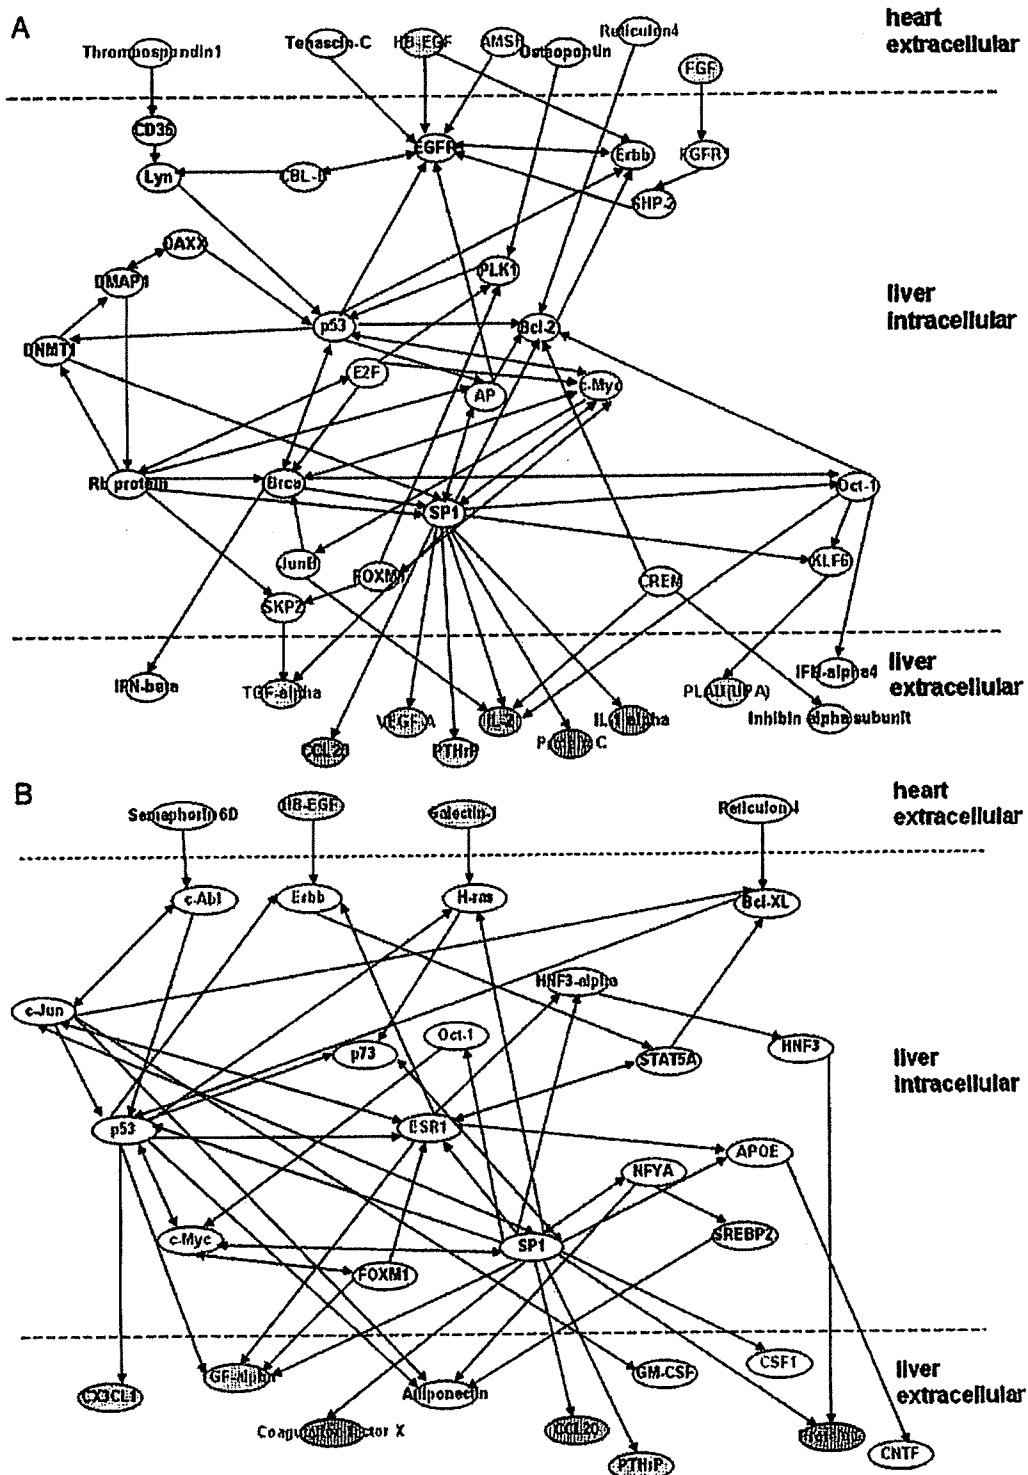 A
heart
extracellular
Thrombospondin1
Tenascin-C
HB-EGF
AMSF
Osteopontin
Reticulon4
FGF
CD36
EGFR
Erbb
FGFR1
Lyn
CBL-b
SHP-2
DAXX
DMAP1
PLK1
liver
intracellular
p53
Bcl-2
DNMT1
E2F
AP
c-Myc
Rb protein
Brca
Oct-1
SP1
JunB
FOXM1
CREM
KLF6
SKP2
liver
extracellular
IFN-beta
TGF-alpha
IFN-alpha4
PLAU(UPA)
VEGF-A
IL-2
IL1 alpha
Inhibin alpha subunit
CCL20
PTHrP
Protein C
B
heart
extracellular
Semaphorin 6D
HB-EGF
Galectin-1
Reticulon4
c-Abl
Erbb
H-ras
Bcl-XL
HNF3-alpha
c-Jun
Oct-1
p73
STAT5A
HNF3
liver
intracellular
p53
ESR1
APOE
NFYA
c-Myc
SP1
SREBP2
FOXM1
CSF1
liver
extracellular
CX3CL1
TGF-alpha
Adiponectin
GM-CSF
Coagulation factor X
CCL20
Protein C
CNTF
PTHrP